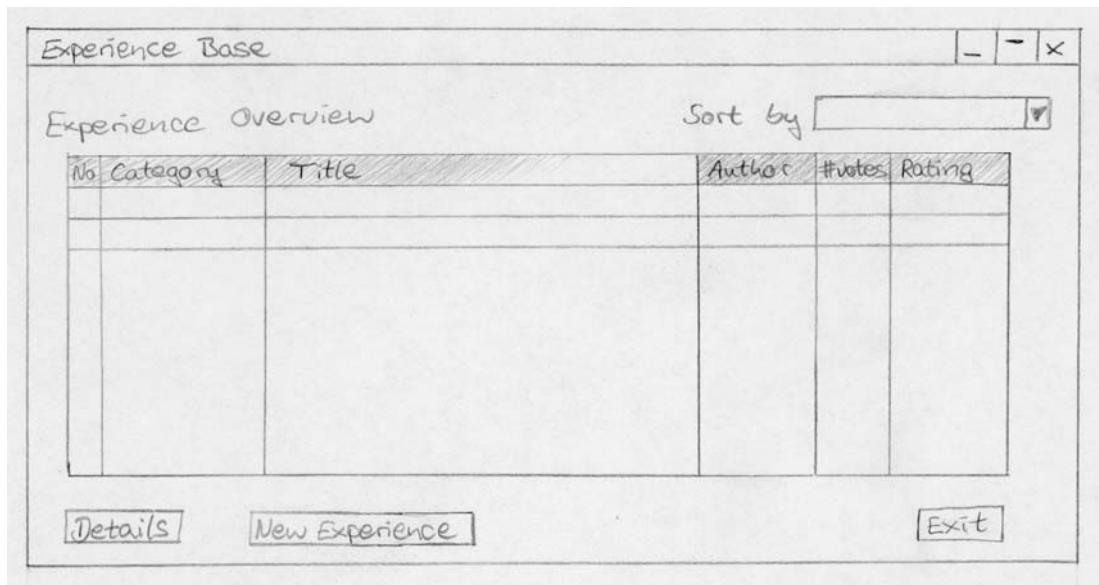 Experience Base
Experience Overview Sort by
No Category Title Author #votes Rating
Details New Experience Exit